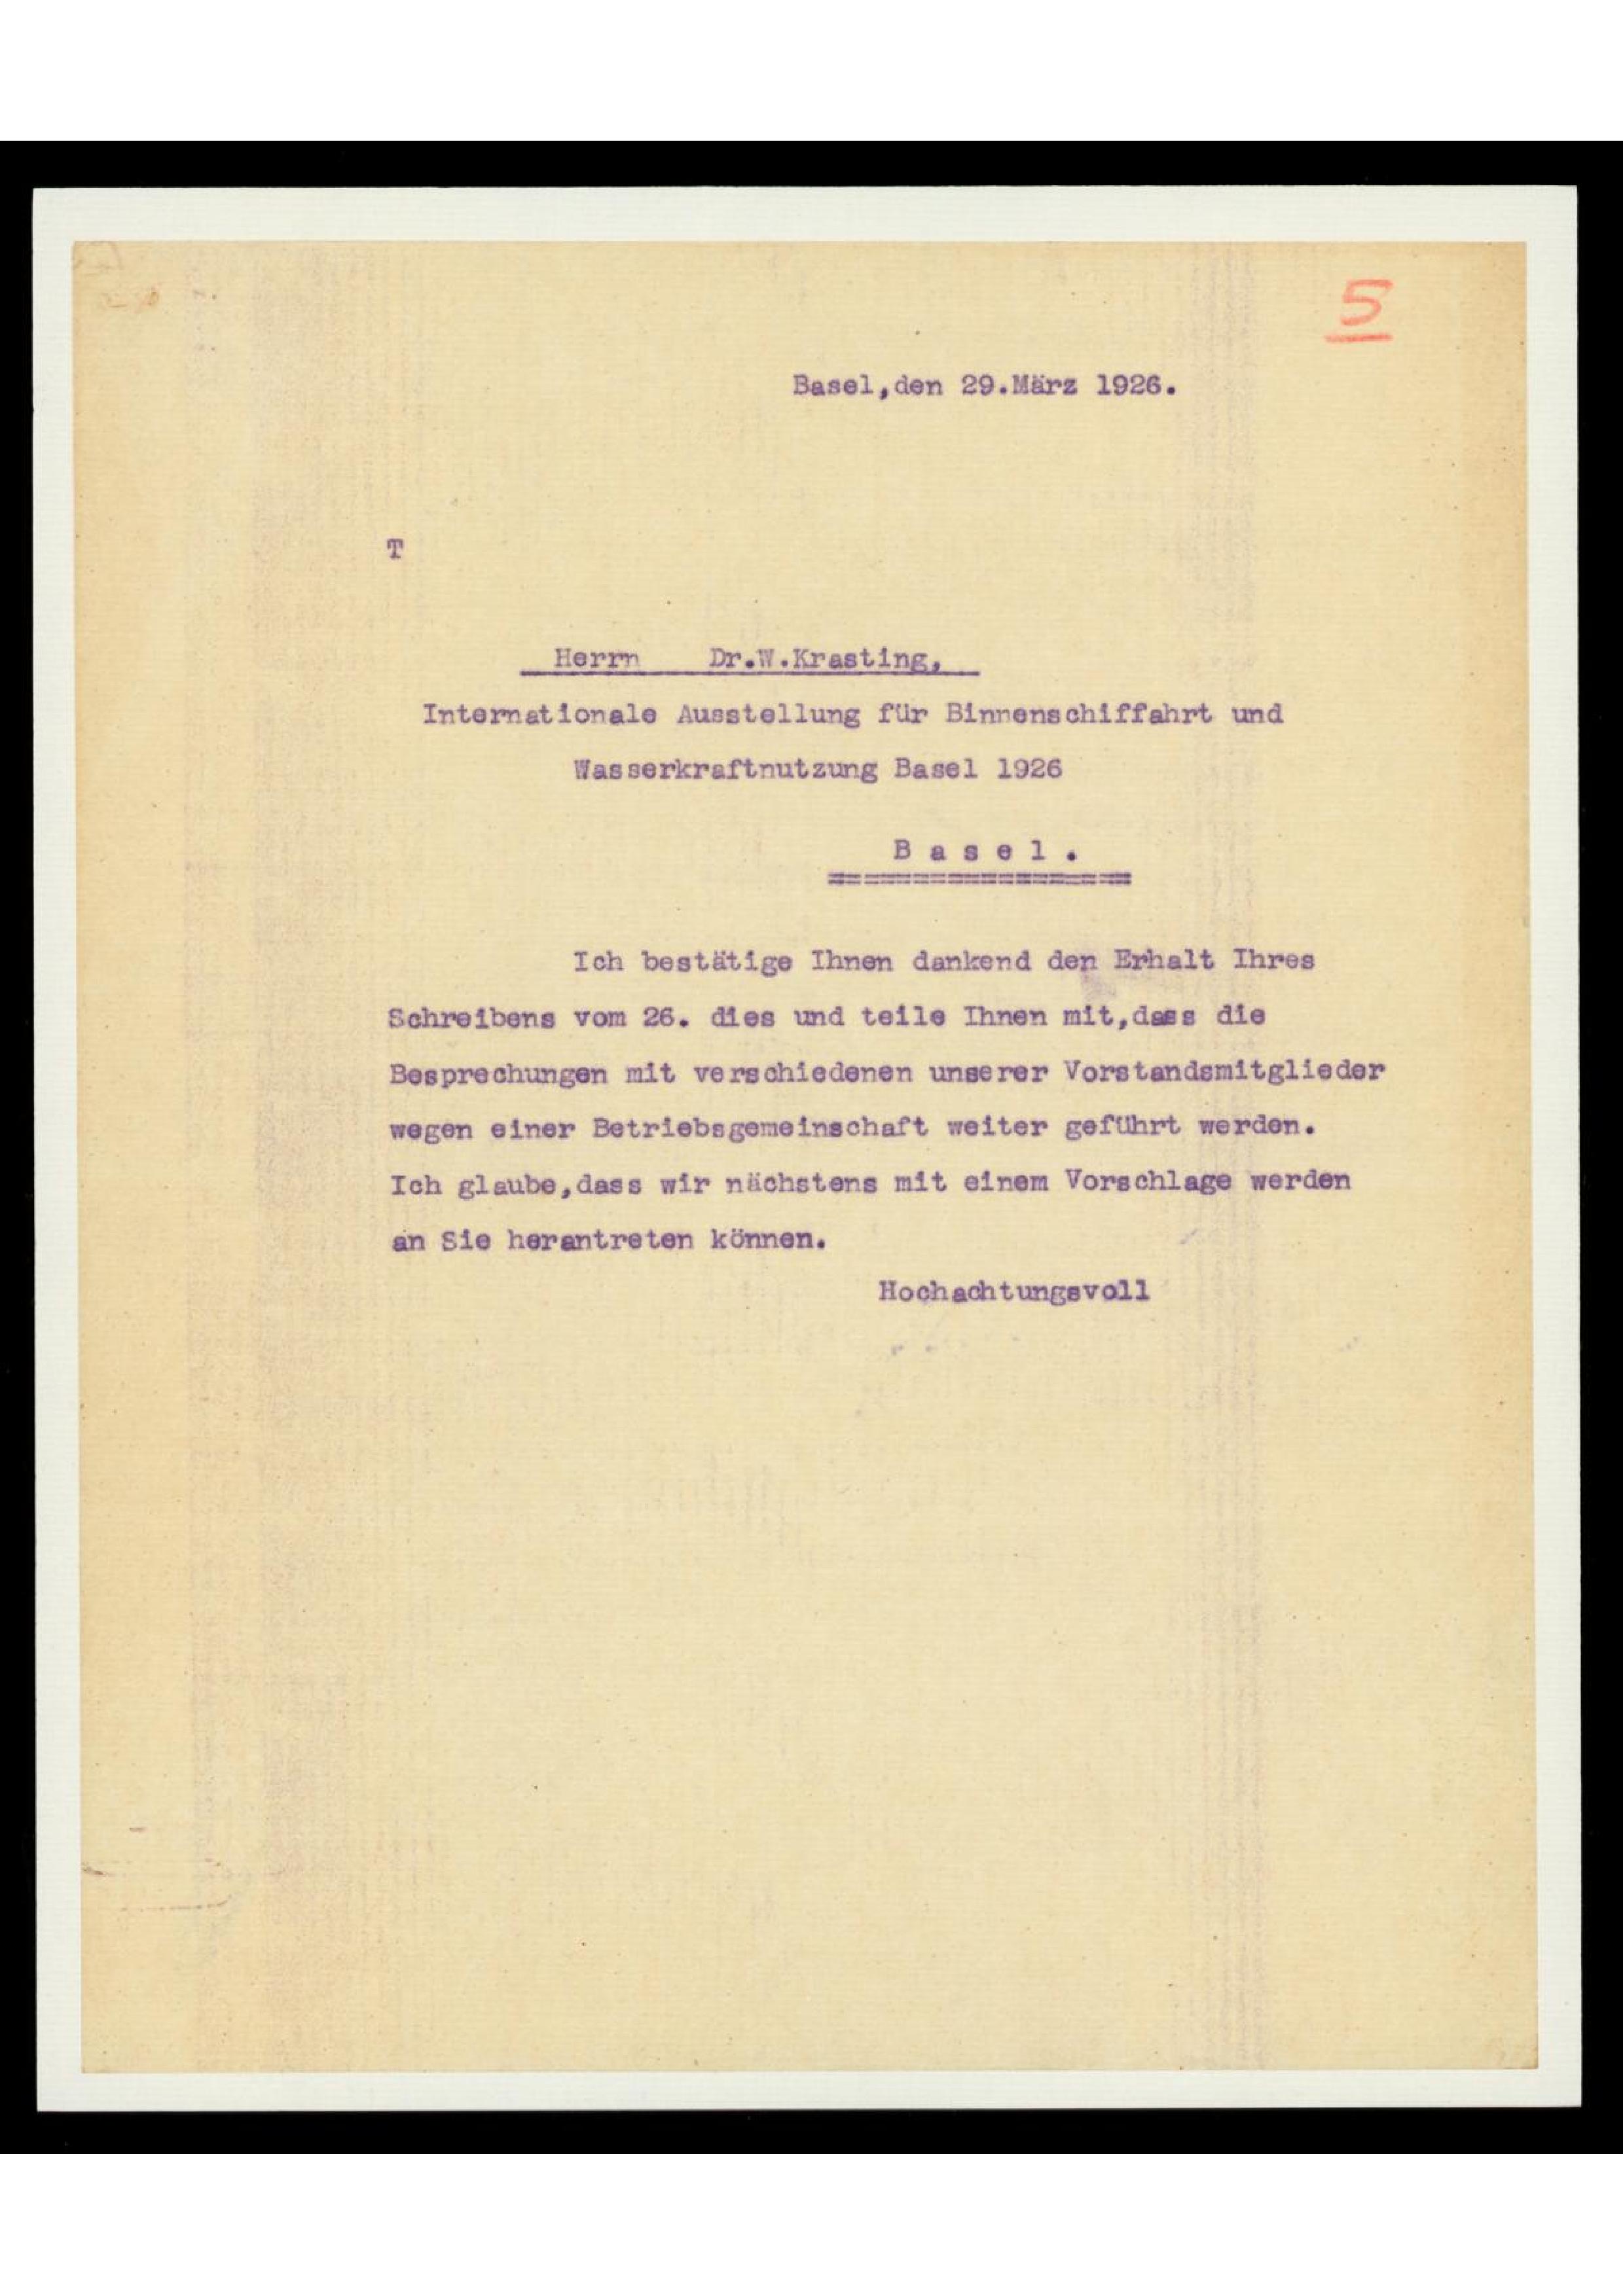 5
Basel,den 29.März 1926.
T
Herrn Dr.W.Krasting,
Internationale Ausstellung für Binnenschiffahrt und
Wasserkraftnutzung Basel 1926
B a s e l .
Ich bestätige Ihnen dankend den Erhalt Ihres
Schreibens vom 26. dies und teile Ihnen mit,dass die
Besprechungen mit verschiedenen unserer Vorstandsmitglieder
wegen einer Betriebsgemeinschaft weiter geführt werden.
Ich glaube,dass wir nächstens mit einem Vorschlage werden
an Sie herantreten können.
Hochachtungsvoll